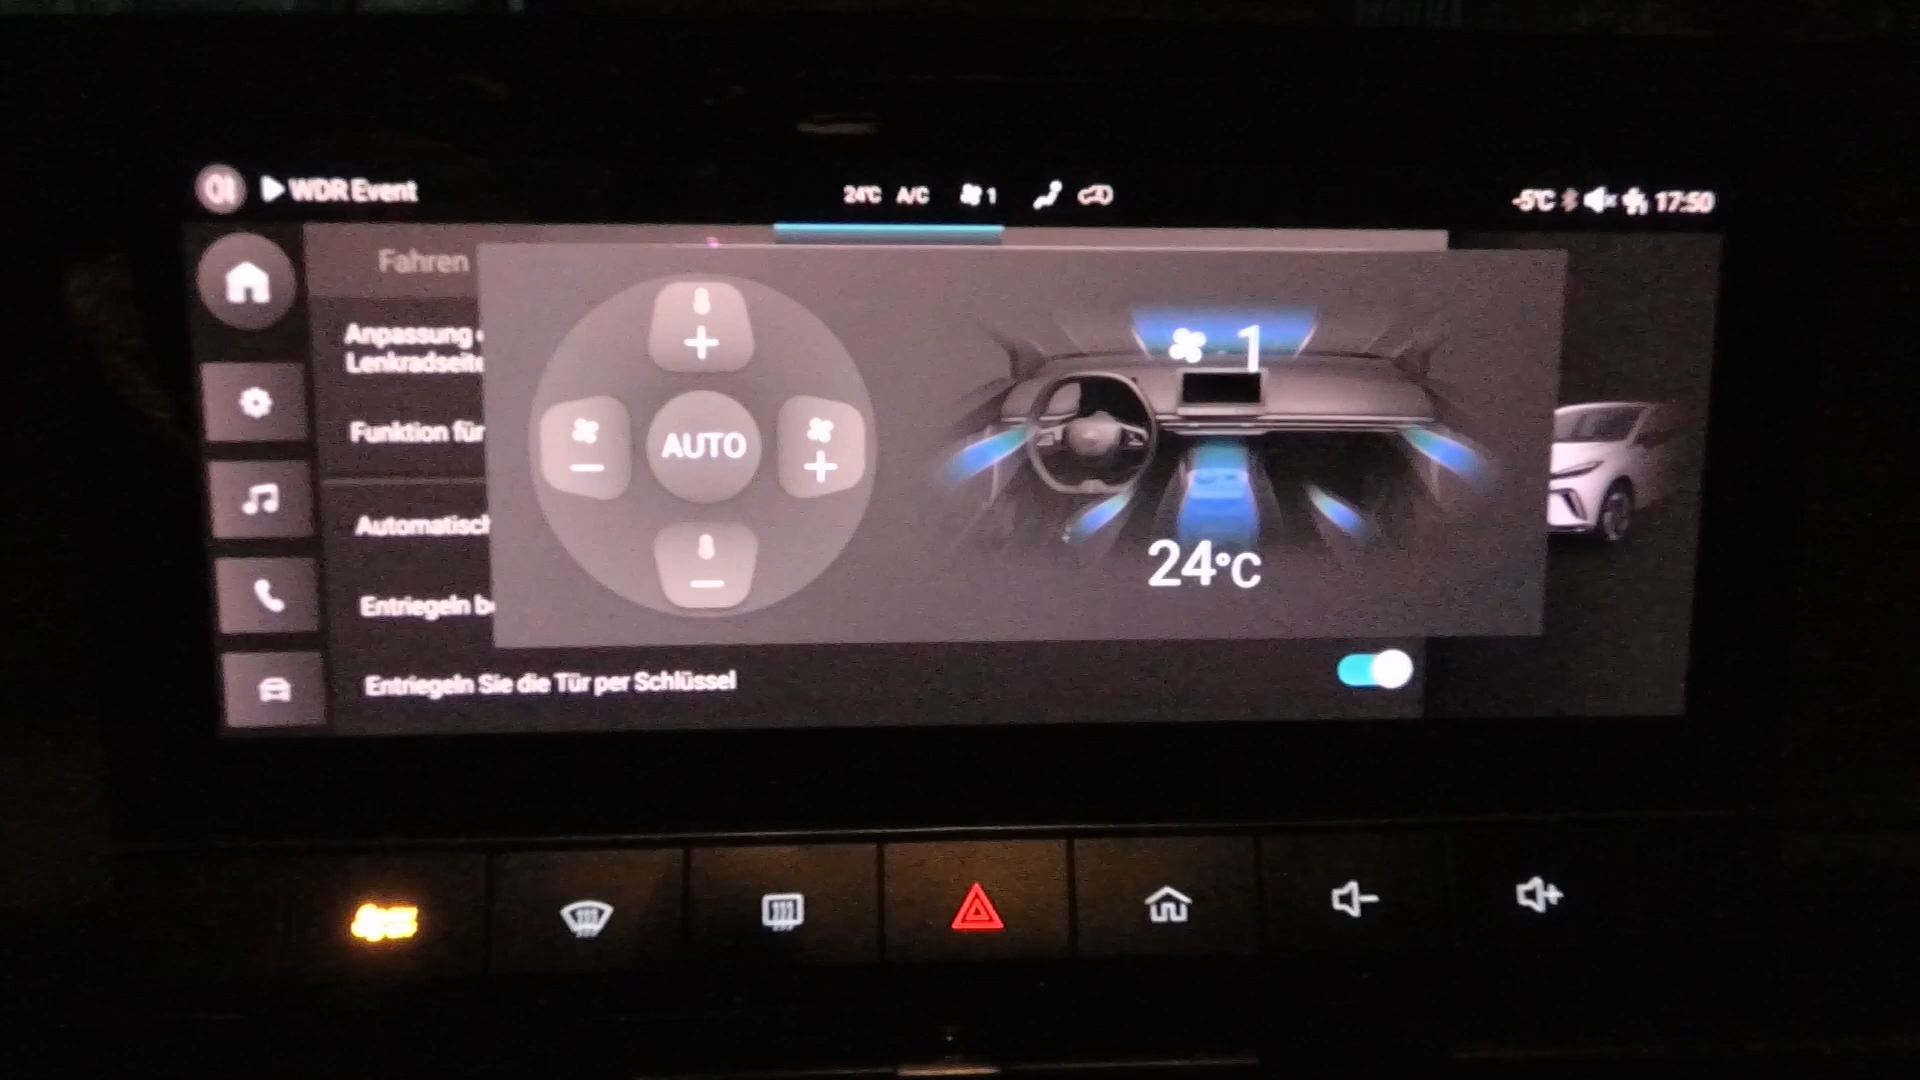 WDR Event
24°C A/C 1
-5°C 17:50
Fahren
Anpassung
Lenkradseite
Funktion für
AUTO
1
24°C
Automatisch
Entriegeln b
Entriegeln Sie die Tür per Schlüssel